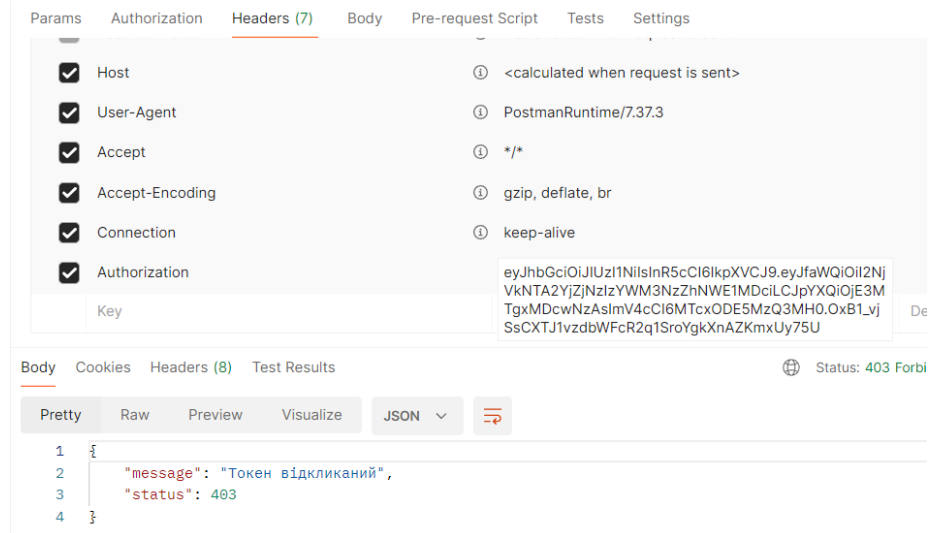 Params Authorization Headers (7) Body Pre-request Script Tests Settings
Host <calculated when request is sent>
User-Agent PostmanRuntime/7.37.3
Accept */*
Accept-Encoding gzip, deflate, br
Connection keep-alive
Authorization eyJhbGciOiJIUzI1NiIsInR5cCI6IkpXVCJ9.eyJfaWQiOiI2Nj
VkNTA2YjZjNzIzYWM3NzZhNWE1MDciLCJpYXQiOjE3M
TgxMDcwNzAsImV4cCI6MTcxODE5MzQ3MH0.OxB1_vj
SsCXTJ1vzdbWFcR2q1SroYgkXnAZKmxUy75U
Key
Body Cookies Headers (8) Test Results Status: 403
Pretty Raw Preview Visualize JSON
1 {
2 "message": "Токен відкликаний",
3 "status": 403
4 }